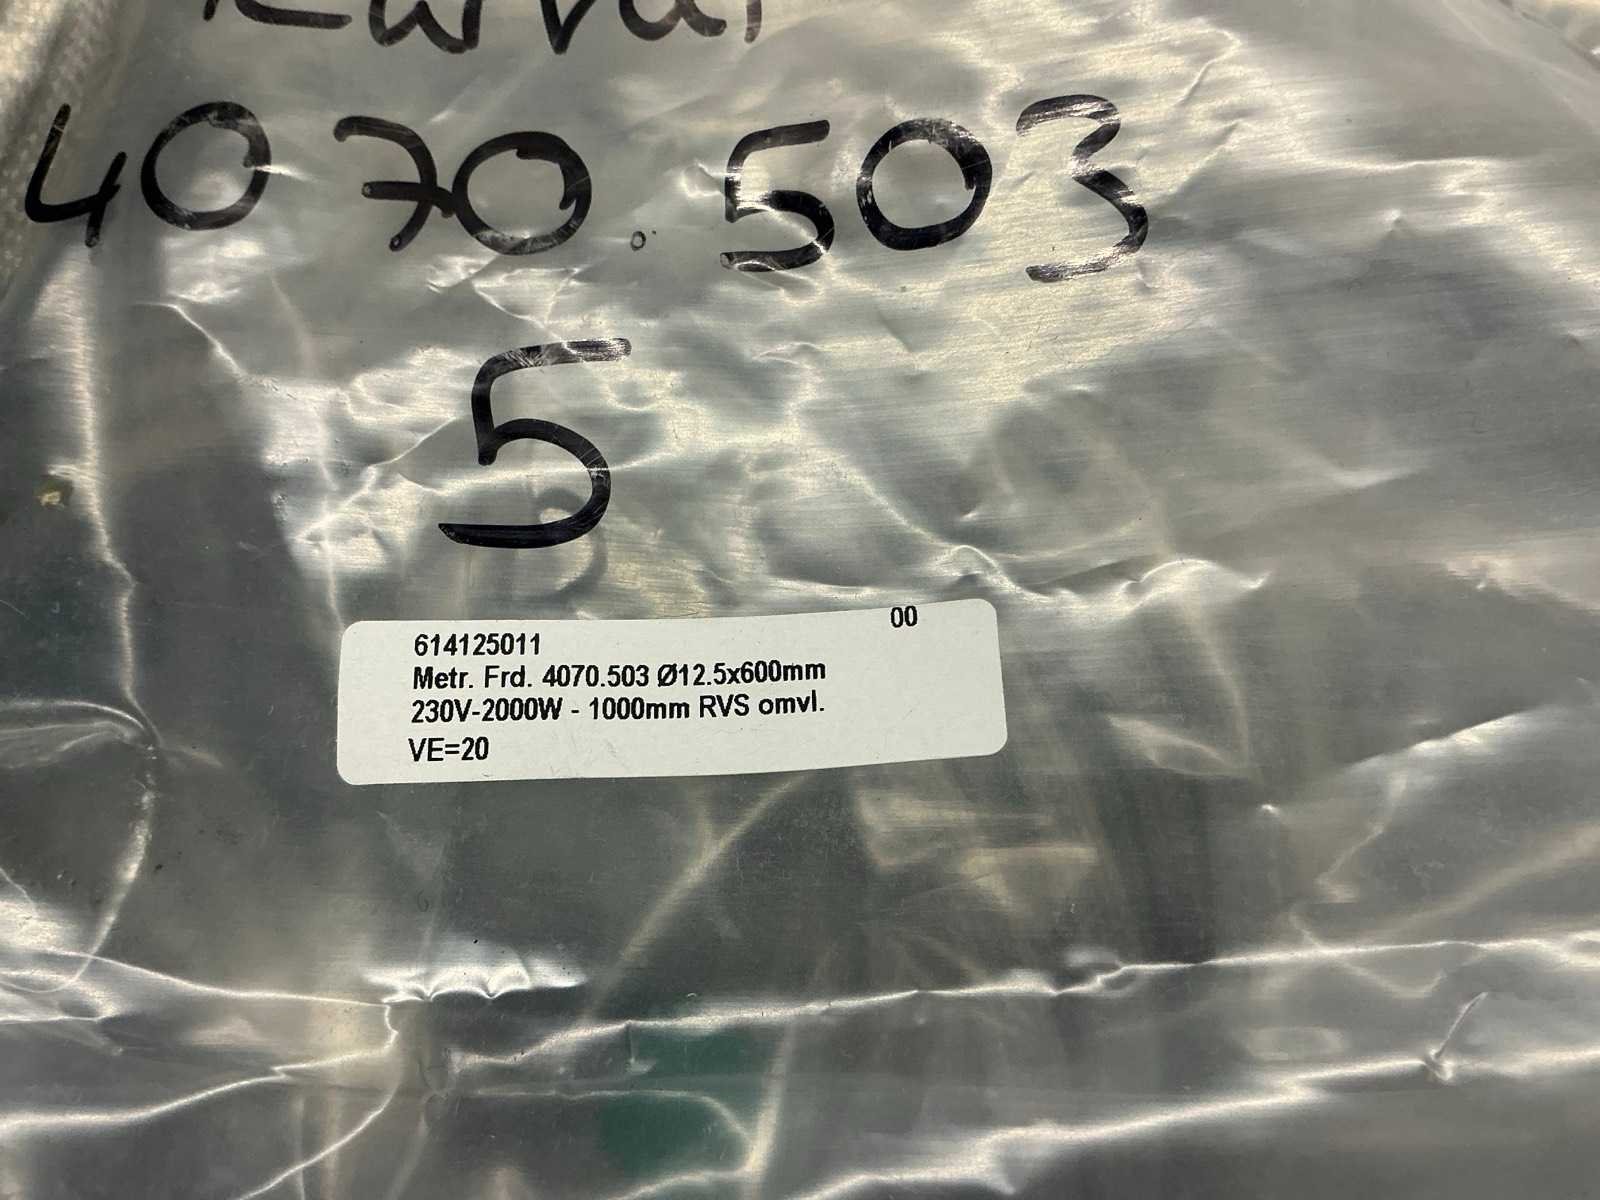 4070.503
5
00
614125011
Metr. Frd. 4070.503 Ø12.5x600mm
230V-2000W - 1000mm RVS omvl.
VE=20